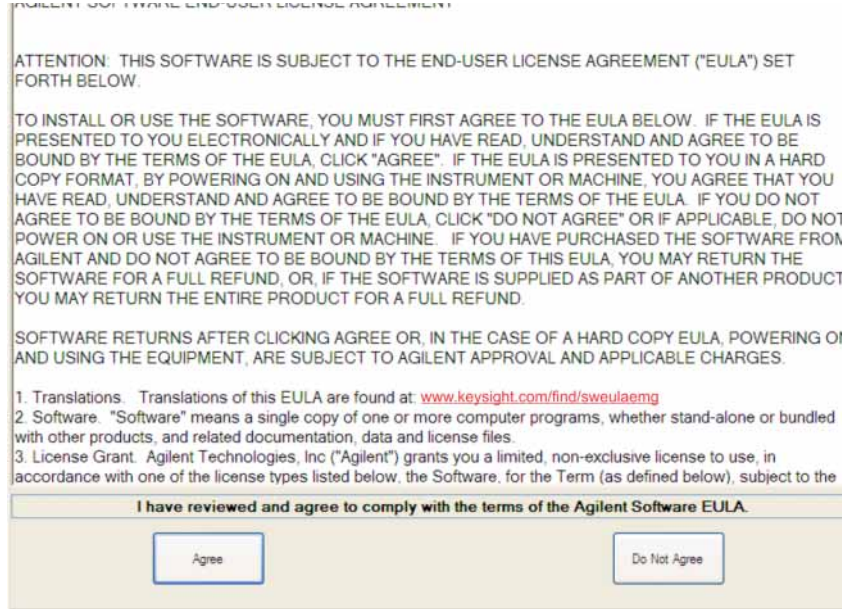 AGILENT SOFTWARE END-USER LICENSE AGREEMENT
ATTENTION:  THIS SOFTWARE IS SUBJECT TO THE END-USER LICENSE AGREEMENT ("EULA") SET
FORTH BELOW.
TO INSTALL OR USE THE SOFTWARE, YOU MUST FIRST AGREE TO THE EULA BELOW.  IF THE EULA IS
PRESENTED TO YOU ELECTRONICALLY AND IF YOU HAVE READ, UNDERSTAND AND AGREE TO BE
BOUND BY THE TERMS OF THE EULA, CLICK "AGREE".  IF THE EULA IS PRESENTED TO YOU IN A HARD
COPY FORMAT, BY POWERING ON AND USING THE INSTRUMENT OR MACHINE, YOU AGREE THAT YOU
HAVE READ, UNDERSTAND AND AGREE TO BE BOUND BY THE TERMS OF THE EULA.  IF YOU DO NOT
AGREE TO BE BOUND BY THE TERMS OF THE EULA, CLICK "DO NOT AGREE" OR IF APPLICABLE, DO NOT
POWER ON OR USE THE INSTRUMENT OR MACHINE.   IF YOU HAVE PURCHASED THE SOFTWARE FROM
AGILENT AND DO NOT AGREE TO BE BOUND BY THE TERMS OF THIS EULA, YOU MAY RETURN THE
SOFTWARE FOR A FULL REFUND, OR, IF THE SOFTWARE IS SUPPLIED AS PART OF ANOTHER PRODUCT
YOU MAY RETURN THE ENTIRE PRODUCT FOR A FULL REFUND.
SOFTWARE RETURNS AFTER CLICKING AGREE OR, IN THE CASE OF A HARD COPY EULA, POWERING ON
AND USING THE EQUIPMENT, ARE SUBJECT TO AGILENT APPROVAL AND APPLICABLE CHARGES.
1. Translations.   Translations of this EULA are found at: www.keysight.com/find/sweulaemg
2. Software.  "Software" means a single copy of one or more computer programs, whether stand-alone or bundled
with other products, and related documentation, data and license files.
3. License Grant.  Agilent Technologies, Inc ("Agilent") grants you a limited, non-exclusive license to use, in
accordance with one of the license types listed below, the Software, for the Term (as defined below), subject to the
I have reviewed and agree to comply with the terms of the Agilent Software EULA.
Agree
Do Not Agree